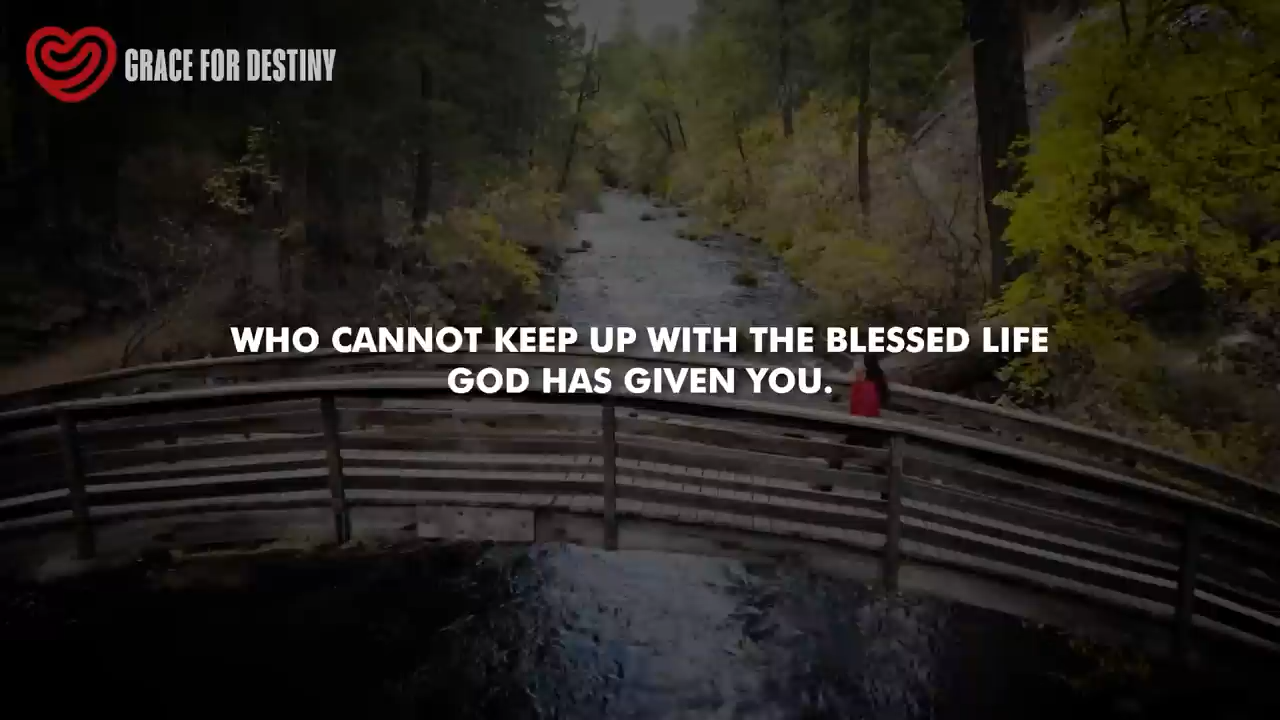 GRACE FOR DESTINY
WHO CANNOT KEEP UP WITH THE BLESSED LIFE
GOD HAS GIVEN YOU.